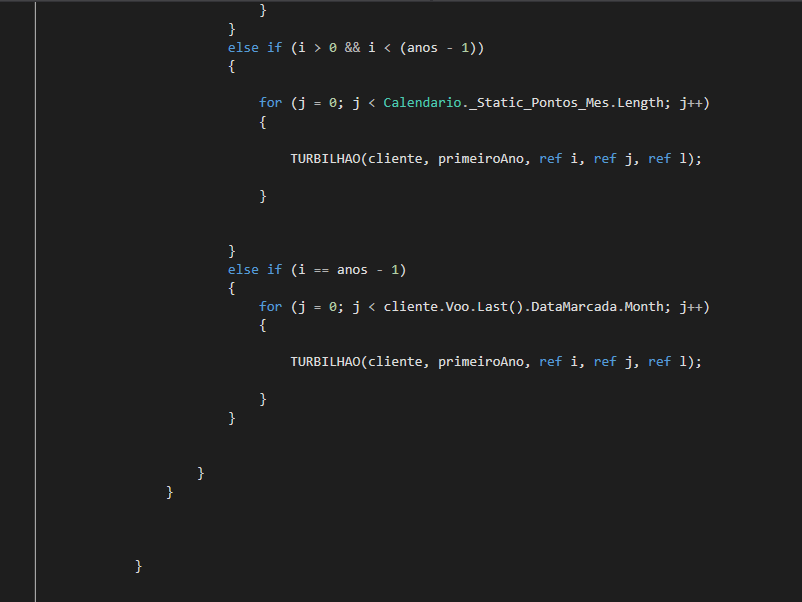 }
}
else if (i > 0 && i < (anos - 1))
{
for (j = 0; j < Calendario._Static_Pontos_Mes.Length; j++)
{
TURBILHAO(cliente, primeiroAno, ref i, ref j, ref l);
}
}
else if (i == anos - 1)
{
for (j = 0; j < cliente.Voo.Last().DataMarcada.Month; j++)
{
TURBILHAO(cliente, primeiroAno, ref i, ref j, ref l);
}
}
}
}
}